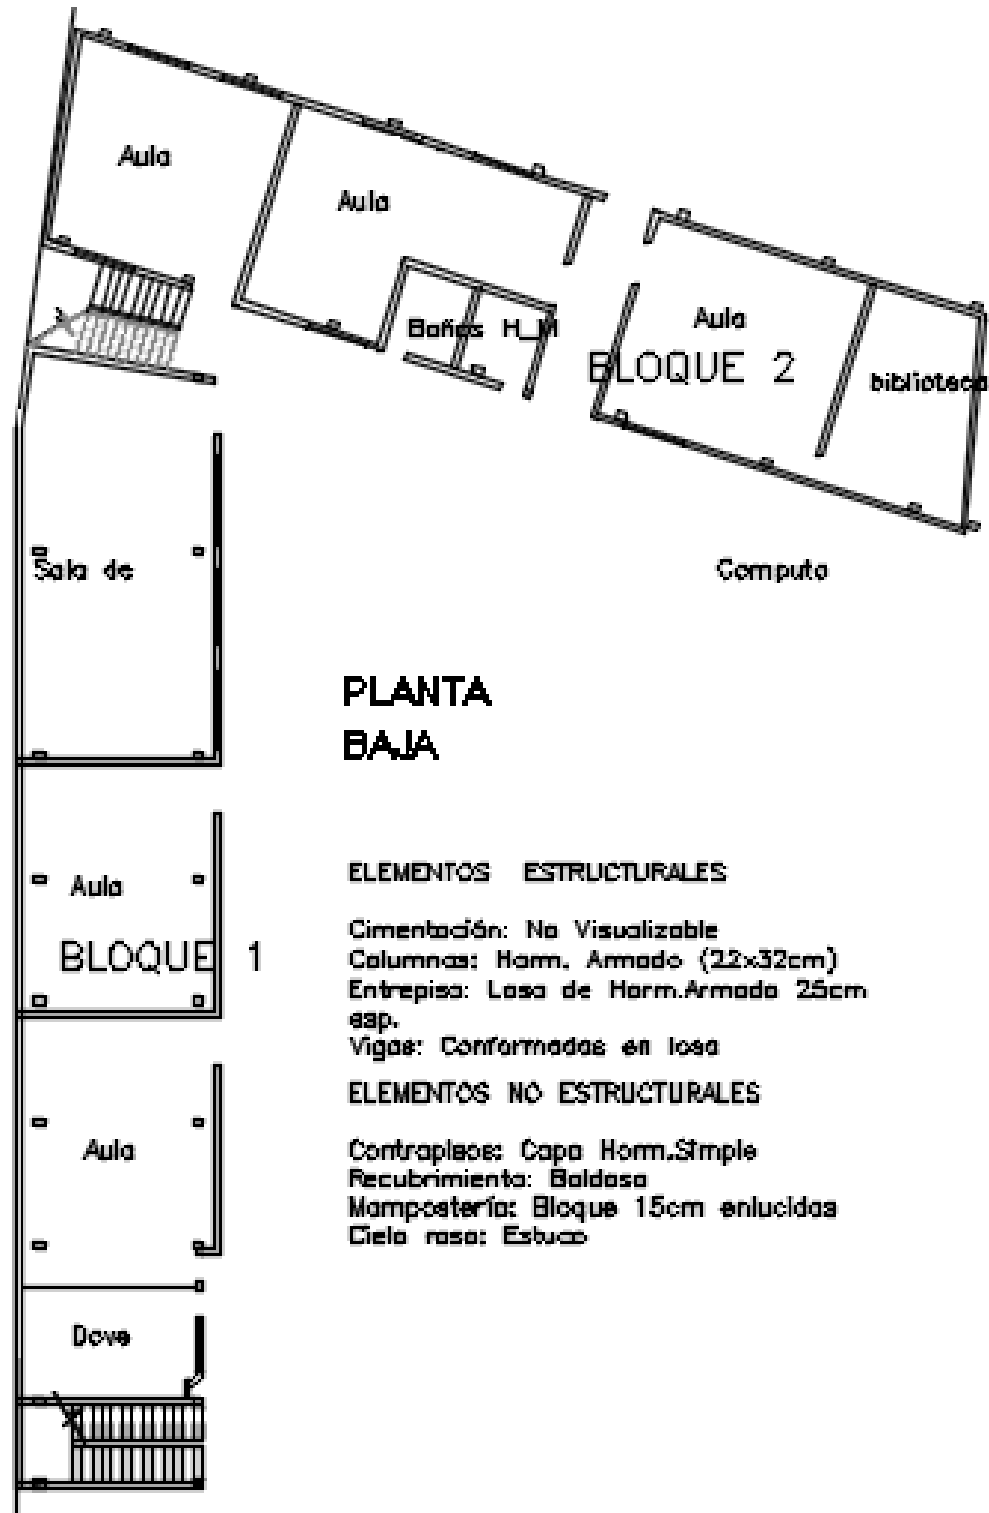 Aula
Aula
Baños H_M
Aula
BLOQUE 2
biblioteca
Sala de
Computo
PLANTA
BAJA
Aula
BLOQUE 1
ELEMENTOS ESTRUCTURALES
Cimentación: No Visualizable
Columnas: Horm. Armado (22x32cm)
Entrepiso: Losa de Horm.Armado 25cm
esp.
Vigas: Conformadas en losa
ELEMENTOS NO ESTRUCTURALES
Aula
Contrapisos: Capa Horm.Simple
Recubrimiento: Baldosa
Mampostería: Bloque 15cm enlucidas
Cielo raso: Estuco
Dove